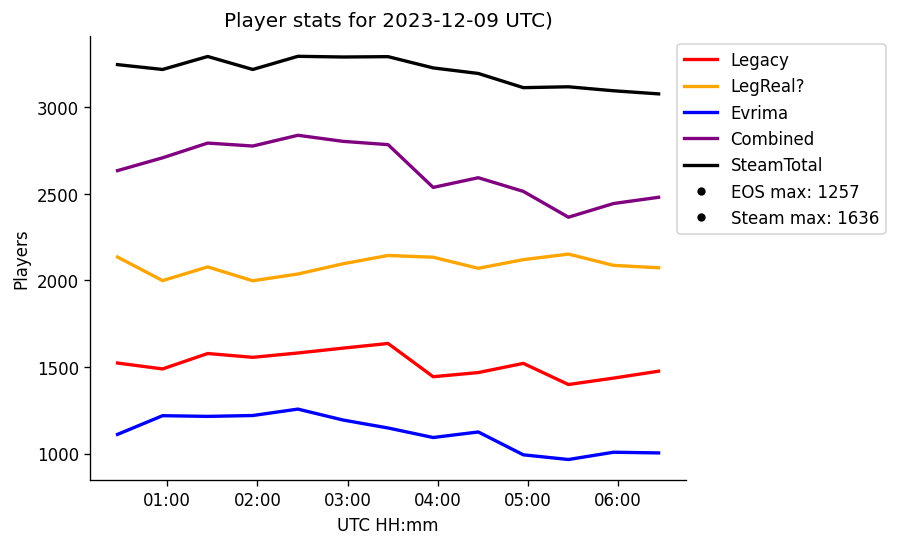 Player stats for 2023-12-09 UTC)
Legacy
LegReal?
Evrima
Combined
SteamTotal
EOS max: 1257
Steam max: 1636
Players
3000
2500
2000
1500
1000
01:00 02:00 03:00 04:00 05:00 06:00
UTC HH:mm